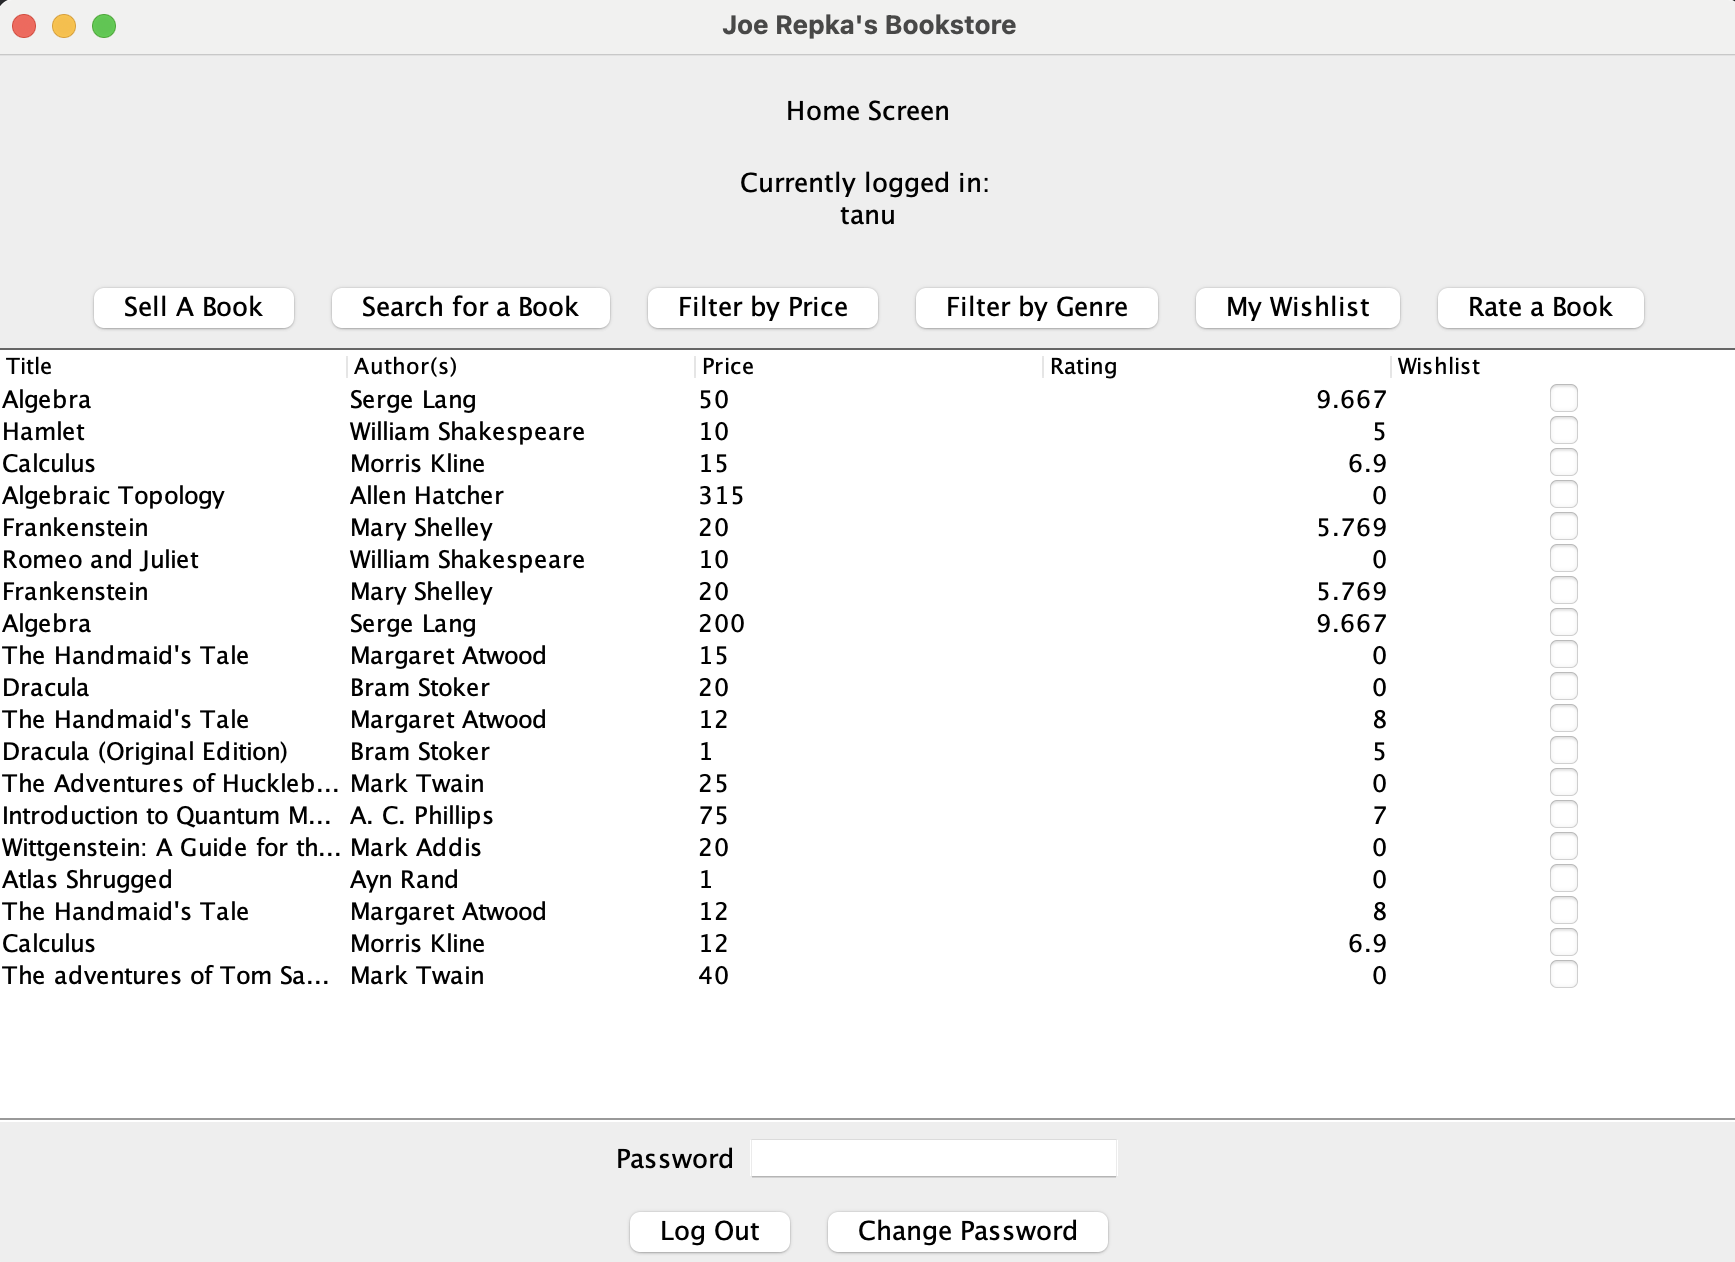 Joe Repka's Bookstore
Home Screen
Currently logged in:
tanu
Sell A Book Search for a Book Filter by Price Filter by Genre My Wishlist Rate a Book
Title Author(s) Price Rating Wishlist
Algebra Serge Lang 50 9.667
Hamlet William Shakespeare 10 5
Calculus Morris Kline 15 6.9
Algebraic Topology Allen Hatcher 315 0
Frankenstein Mary Shelley 20 5.769
Romeo and Juliet William Shakespeare 10 0
Frankenstein Mary Shelley 20 5.769
Algebra Serge Lang 200 9.667
The Handmaid's Tale Margaret Atwood 15 0
Dracula Bram Stoker 20 0
The Handmaid's Tale Margaret Atwood 12 8
Dracula (Original Edition) Bram Stoker 1 5
The Adventures of Huckleb... Mark Twain 25 0
Introduction to Quantum M... A. C. Phillips 75 7
Wittgenstein: A Guide for th... Mark Addis 20 0
Atlas Shrugged Ayn Rand 1 0
The Handmaid's Tale Margaret Atwood 12 8
Calculus Morris Kline 12 6.9
The adventures of Tom Sa... Mark Twain 40 0
Password
Log Out Change Password